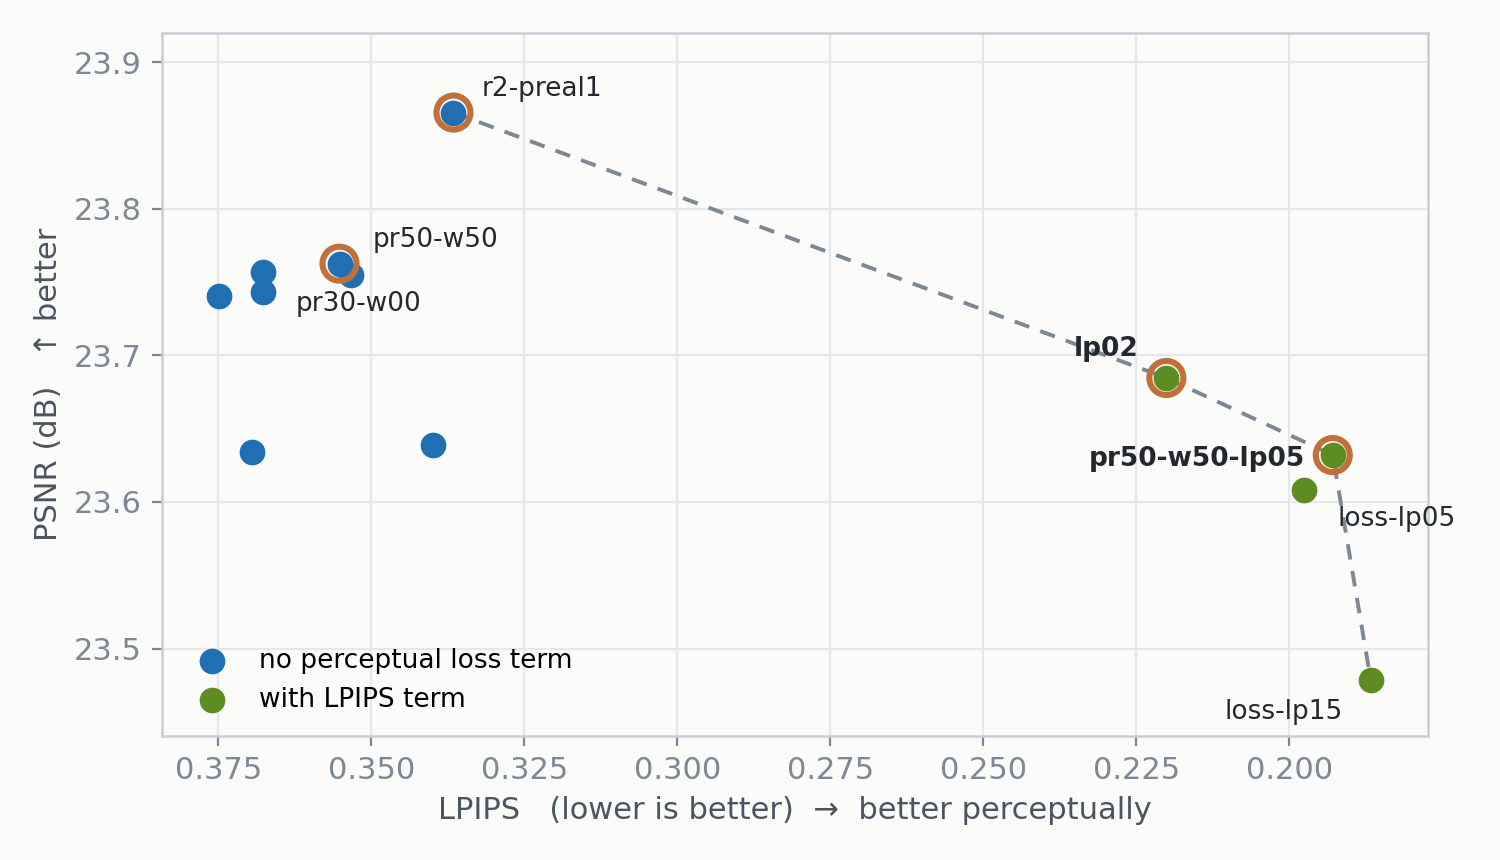 23.9
23.8
23.7
23.6
23.5
PSNR (dB) ↑ better
r2-preal1
pr50-w50
pr30-w00
lp02
pr50-w50-lp05
loss-lp05
loss-lp15
no perceptual loss term
with LPIPS term
0.375 0.350 0.325 0.300 0.275 0.250 0.225 0.200
LPIPS (lower is better) → better perceptually